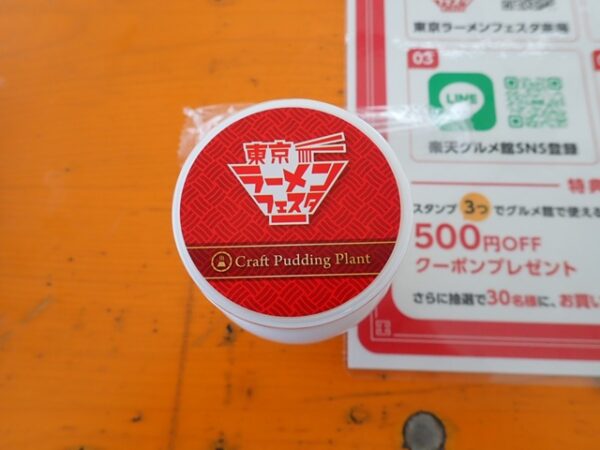 東京
ラーメン
フェスタ
Craft Pudding Plant
東京ラーメンフェスタ
03
LINE
楽天グルメ館SNS登録
特典
スタンプ 3つ でグルメ館で使える
500円OFF
クーポンプレゼント
さらに抽選で30名様に、お買い